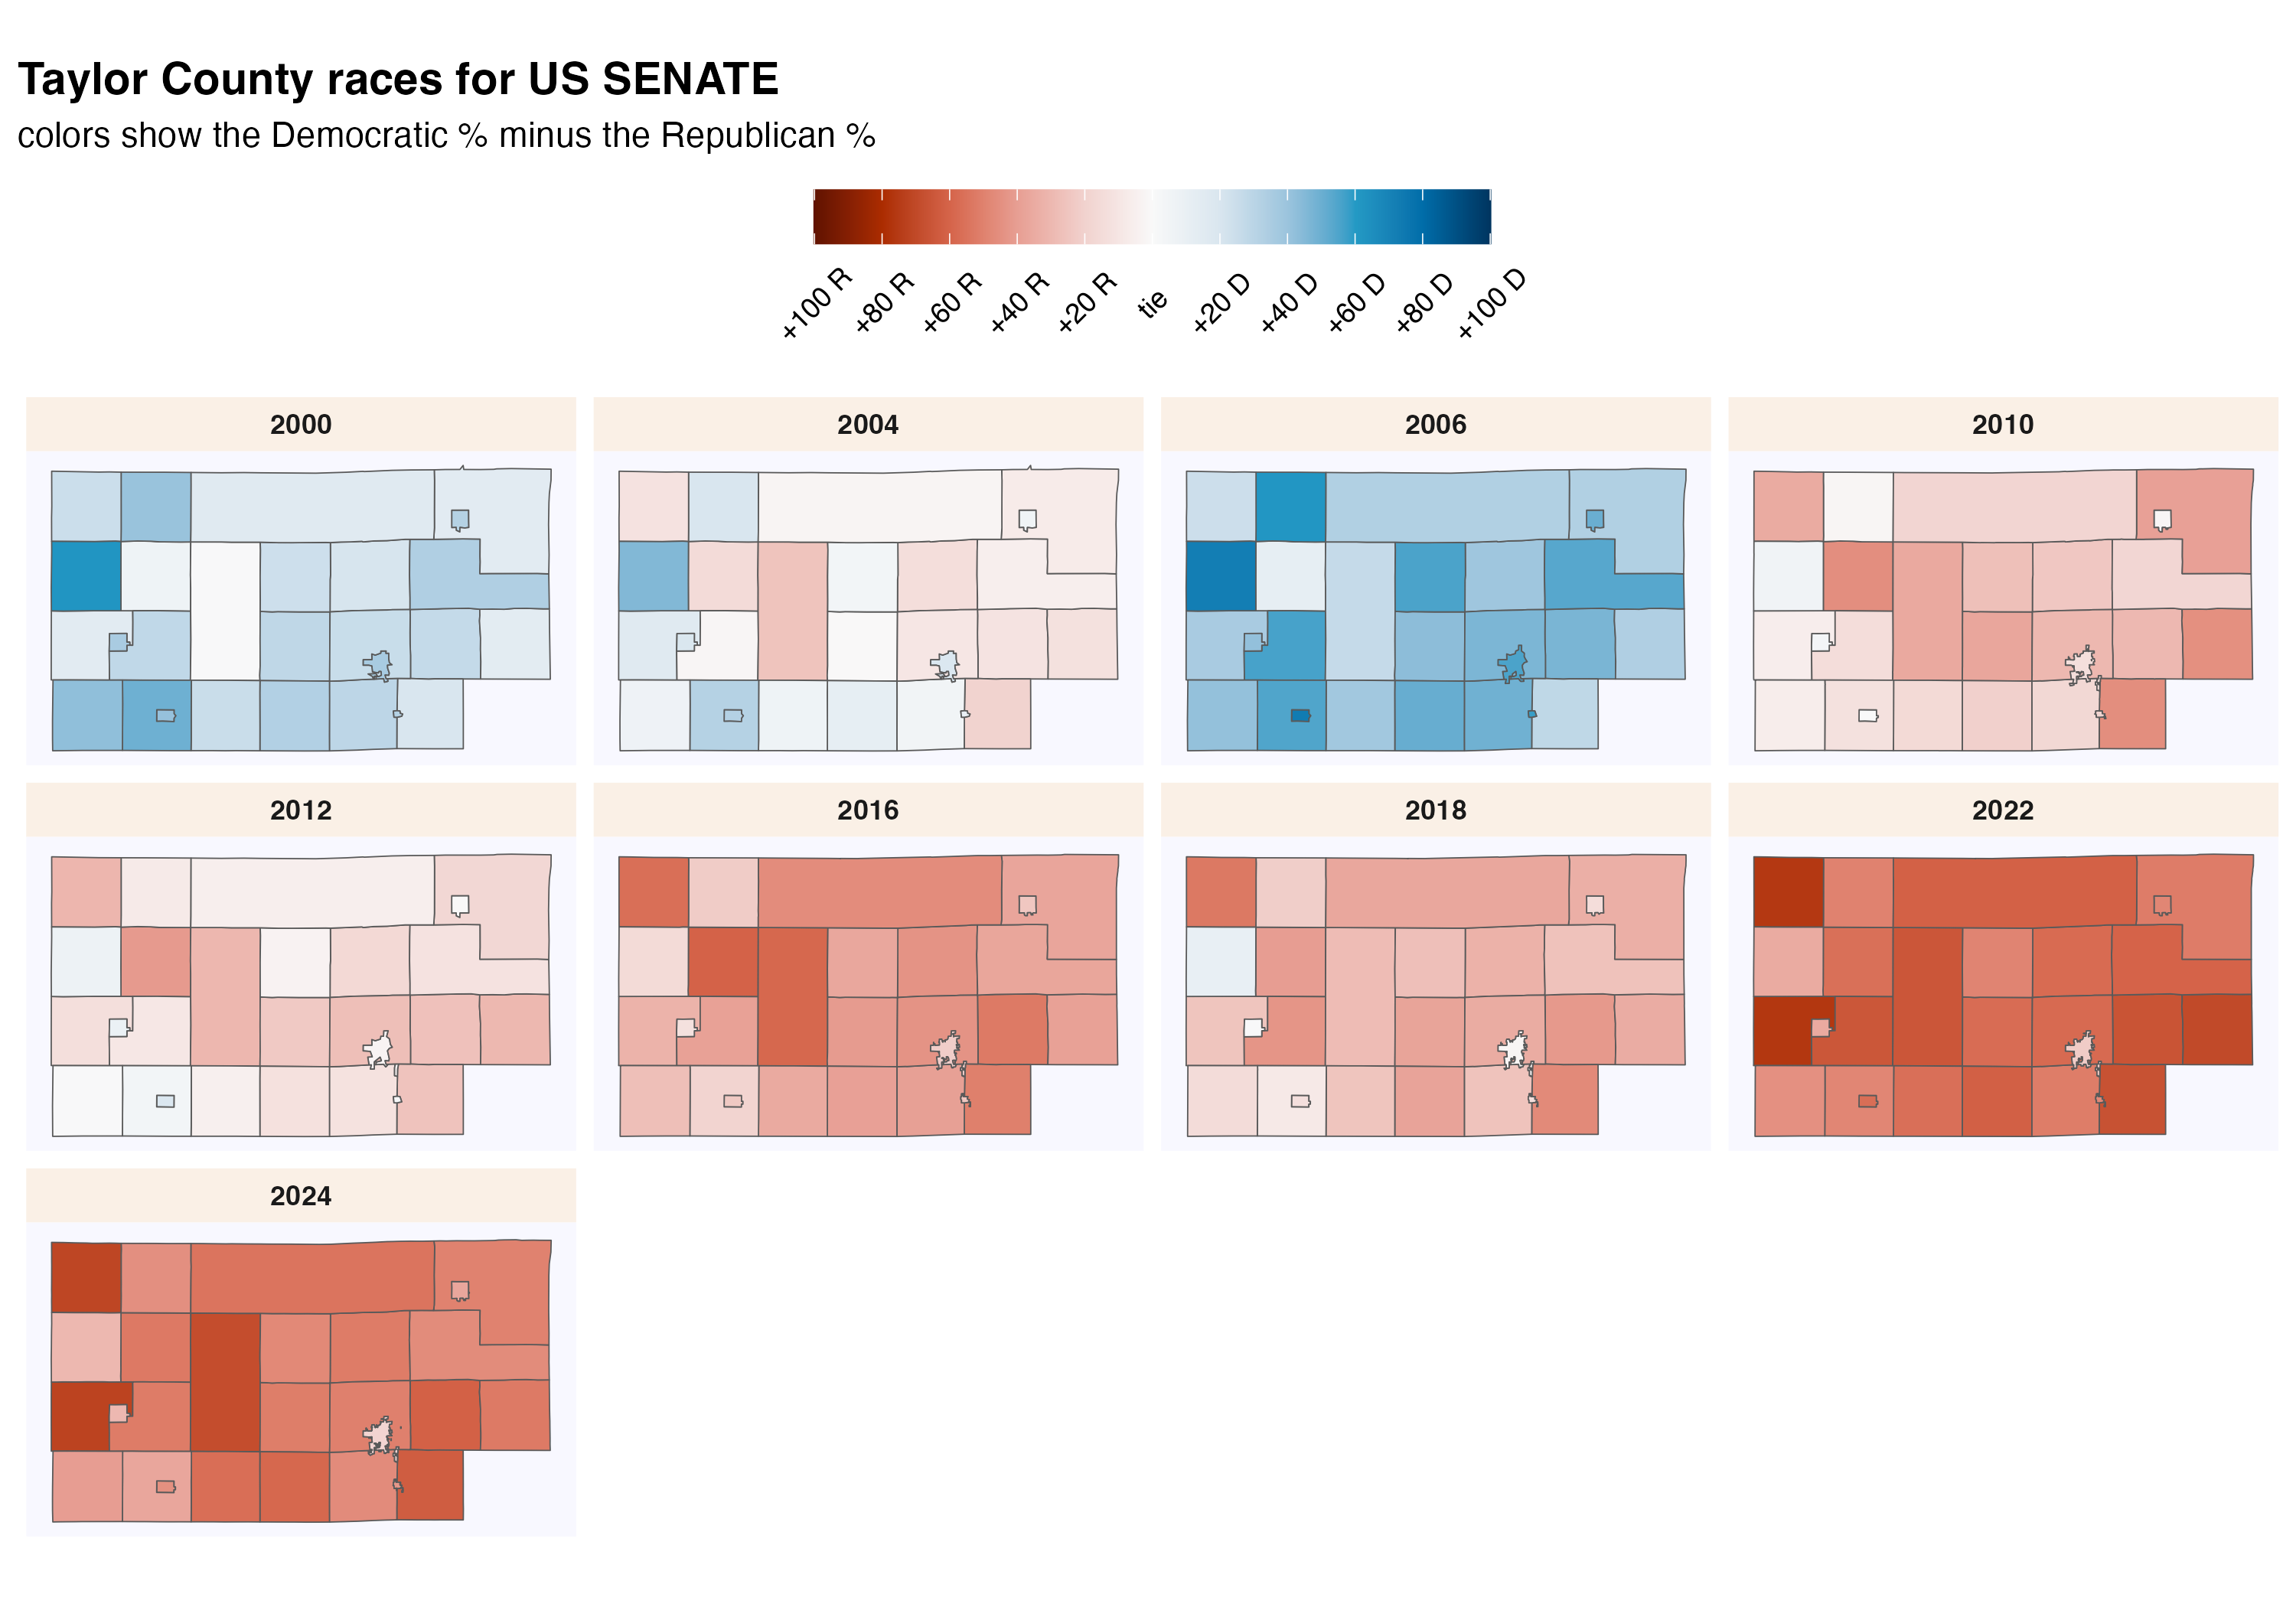 Taylor County races for US SENATE
colors show the Democratic % minus the Republican %
+100 R +80 R +60 R +40 R +20 R tie +20 D +40 D +60 D +80 D +100 D
2000 2004 2006 2010
2012 2016 2018 2022
2024